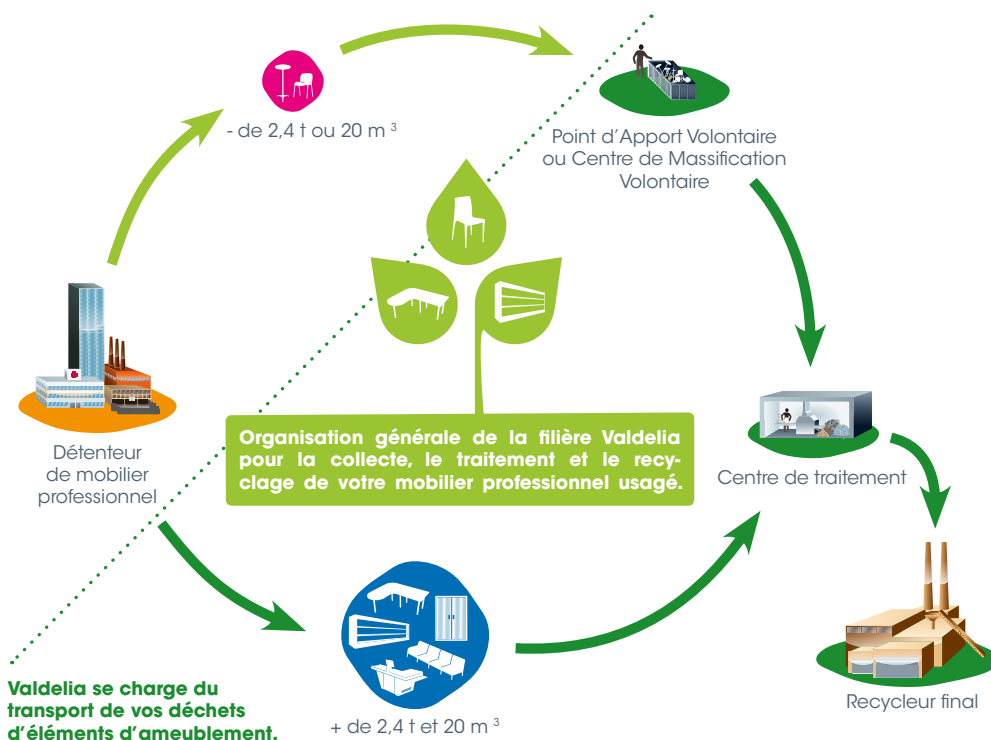 - de 2,4 t ou 20 m ³
Point d'Apport Volontaire
ou Centre de Massification
Volontaire
Détenteur
de mobilier
professionnel
Organisation générale de la filière Valdelia
pour la collecte, le traitement et le recy-
clage de votre mobilier professionnel usagé.
Centre de traitement
Recycleur final
+ de 2,4 t et 20 m ³
Valdelia se charge du
transport de vos déchets
d'éléments d'ameublement.